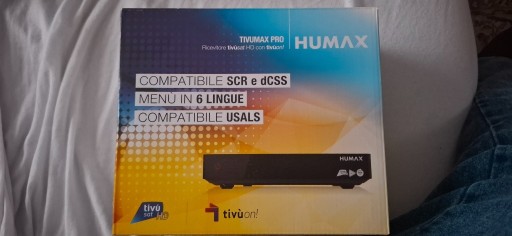 TIVUMAX PRO
Ricevitore tivùsat HD con tivùon!
HUMAX
COMPATIBILE SCR e dCSS
MENÙ IN 6 LINGUE
COMPATIBILE USALS
HUMAX
tivù
sat HD
tivùon!